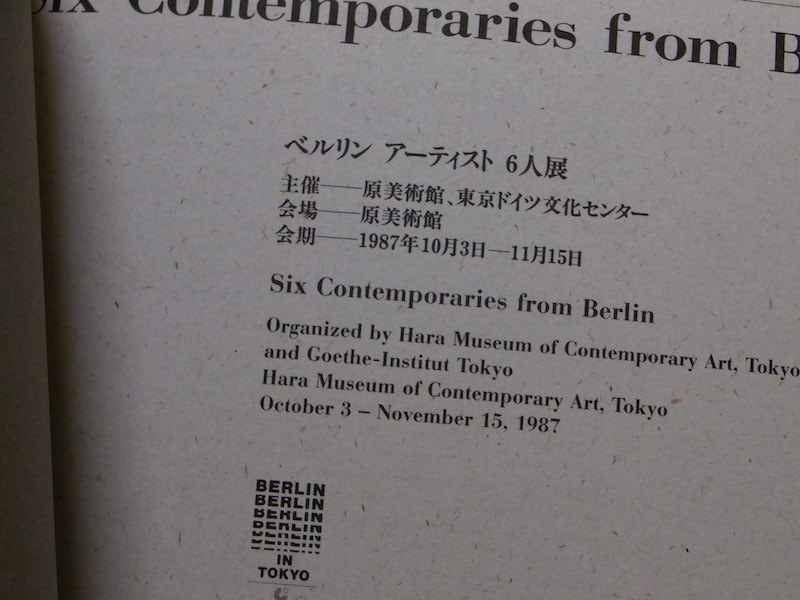 Six Contemporaries from B
ベルリン アーティスト 6人展
主催──原美術館、東京ドイツ文化センター
会場──原美術館
会期──1987年10月3日─11月15日
Six Contemporaries from Berlin
Organized by Hara Museum of Contemporary Art, Tokyo
and Goethe-Institut Tokyo
Hara Museum of Contemporary Art, Tokyo
October 3 – November 15, 1987
BERLIN
BERLIN
BERLIN
BERLIN
BERLIN
BERLIN
IN
TOKYO